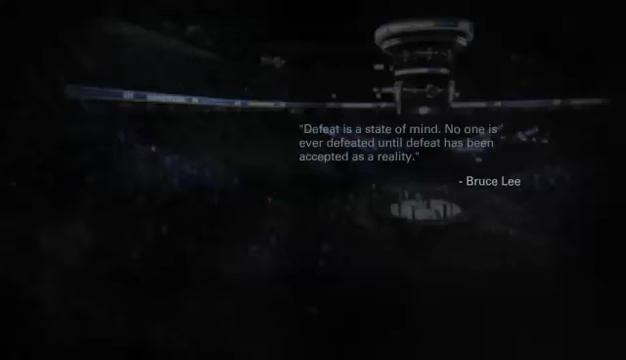 "Defeat is a state of mind. No one is
ever defeated until defeat has been
accepted as a reality."
- Bruce Lee